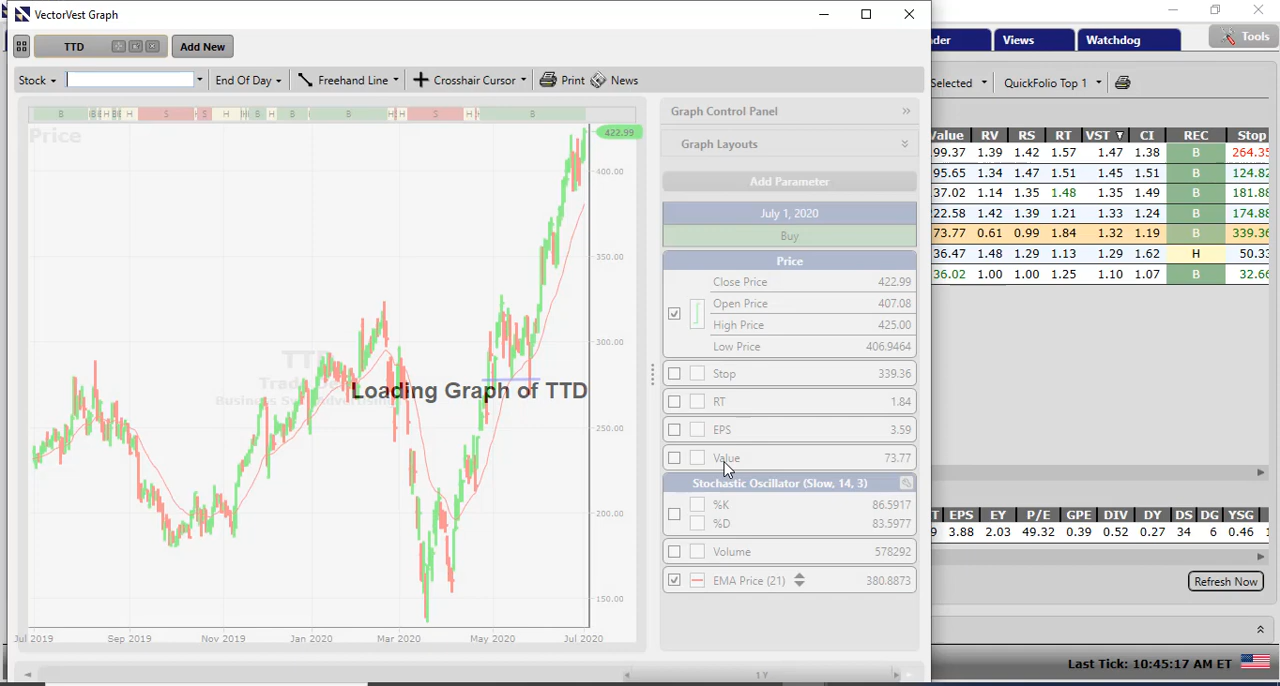 VectorVest Graph
TTD
Add New
Stock
End Of Day
Freehand Line
Crosshair Cursor
Print
News
B
H
S
H
S
H
B
H
B
B
S
H
B
Price
422.99
400.00
350.00
300.00
250.00
200.00
150.00
Loading Graph of TTD
Jul 2019
Sep 2019
Nov 2019
Jan 2020
Mar 2020
May 2020
Jul 2020
1 Y
Graph Control Panel
Graph Layouts
Add Parameter
July 1, 2020
Buy
Price
Close Price 422.99
Open Price 407.08
High Price 425.00
Low Price 406.9464
Stop 339.36
RT 1.84
EPS 3.59
Value 73.77
Stochastic Oscillator (Slow, 14, 3)
%K 86.5917
%D 83.5977
Volume 578292
EMA Price (21) 380.8873
der
Views
Watchdog
Tools
Selected
QuickFolio Top 1
Value RV RS RT VST CI REC Stop
99.37 1.39 1.42 1.57 1.47 1.38 B 264.35
95.65 1.34 1.47 1.51 1.45 1.51 B 124.82
37.02 1.14 1.35 1.48 1.35 1.49 B 181.88
222.58 1.42 1.39 1.21 1.33 1.24 B 174.88
73.77 0.61 0.99 1.84 1.32 1.19 B 339.36
36.47 1.48 1.29 1.13 1.29 1.62 H 50.33
36.02 1.00 1.00 1.25 1.10 1.07 B 32.66
T EPS EY P/E GPE DIV DY DS DG YSG
9 3.88 2.03 49.32 0.39 0.52 0.27 34 6 0.46
Refresh Now
Last Tick: 10:45:17 AM ET